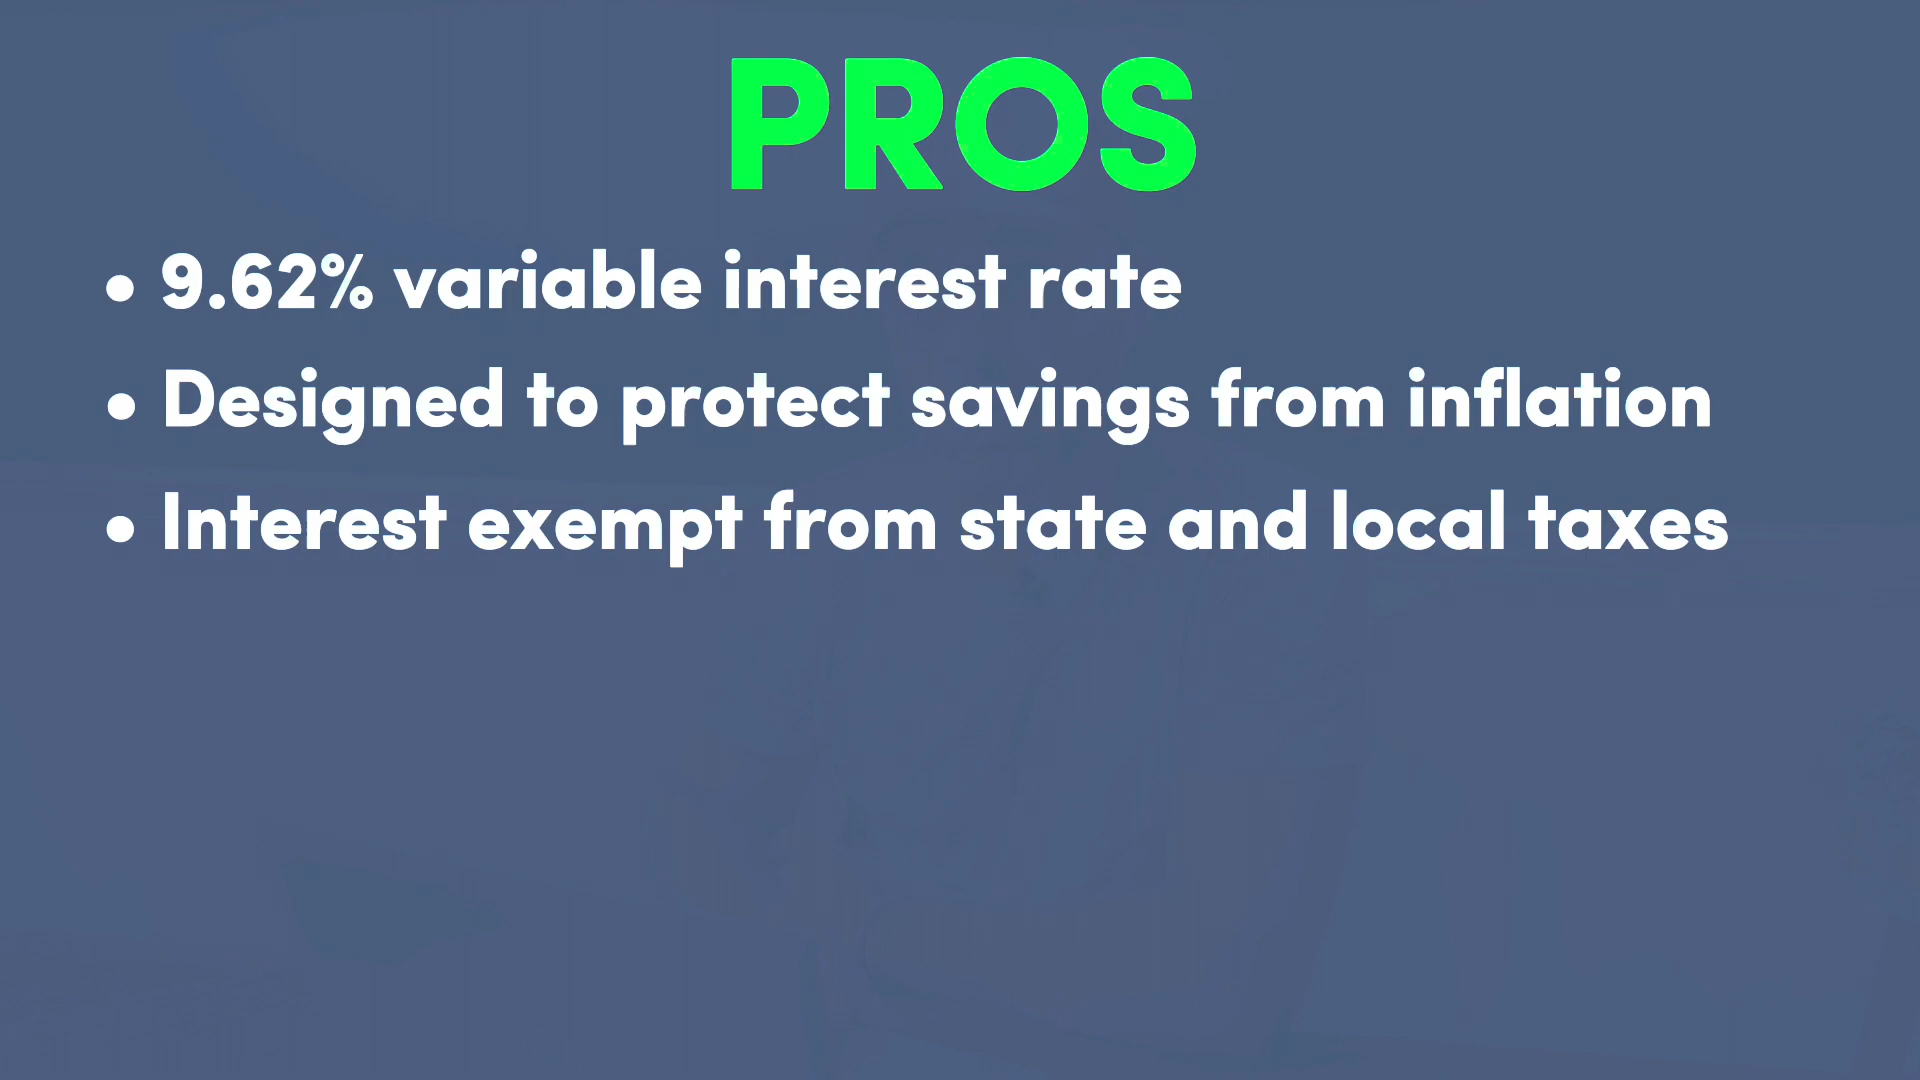 PROS
• 9.62% variable interest rate
• Designed to protect savings from inflation
• Interest exempt from state and local taxes